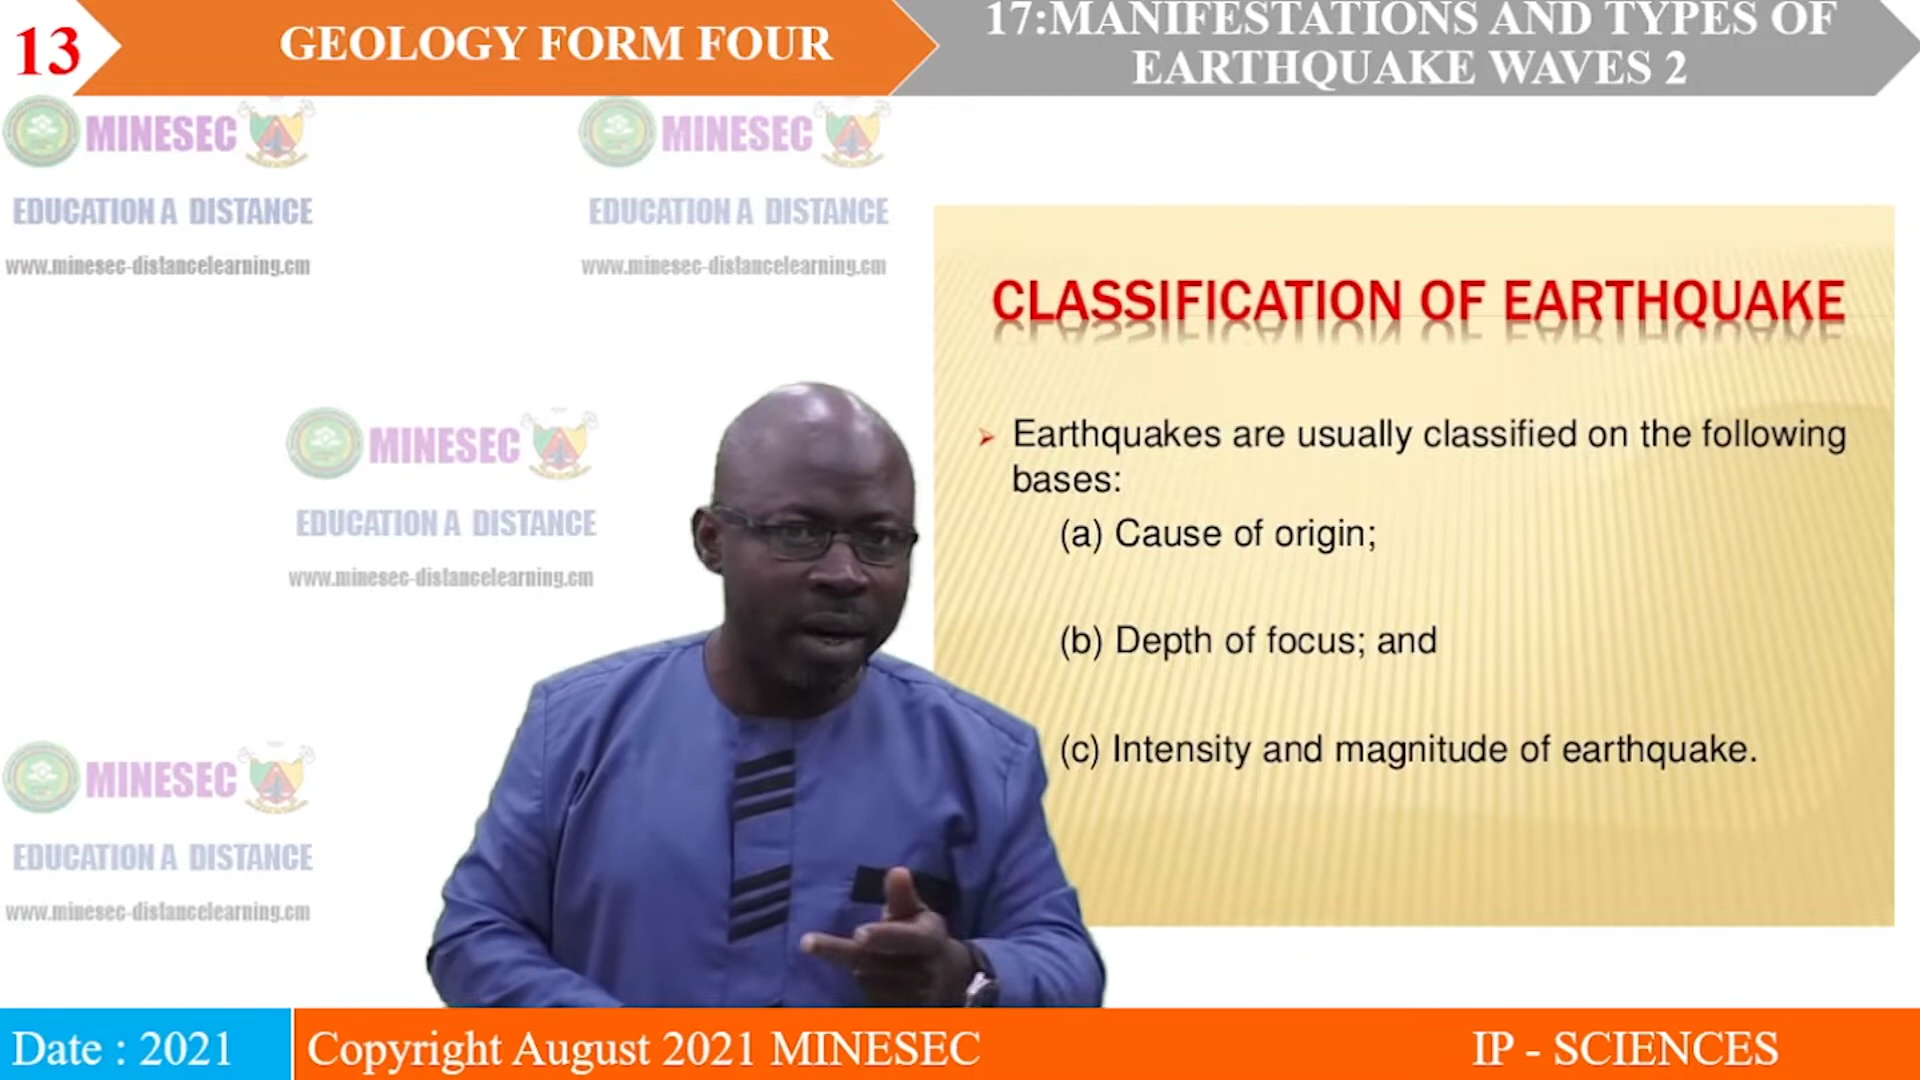 13
GEOLOGY FORM FOUR
17:MANIFESTATIONS AND TYPES OF
EARTHQUAKE WAVES 2
MINESEC
EDUCATION A DISTANCE
www.minesec-distancelearning.cm
MINESEC
EDUCATION A DISTANCE
www.minesec-distancelearning.cm
CLASSIFICATION OF EARTHQUAKE
Earthquakes are usually classified on the following
bases:
(a) Cause of origin;
(b) Depth of focus; and
(c) Intensity and magnitude of earthquake.
MINESEC
EDUCATION A DISTANCE
www.minesec-distancelearning.cm
MINESEC
EDUCATION A DISTANCE
www.minesec-distancelearning.cm
Date : 2021
Copyright August 2021 MINESEC
IP - SCIENCES